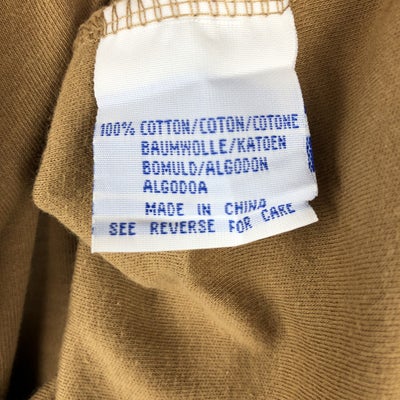 100% COTTON/COTON/COTONE
BAUMWOLLE/KATOEN
BOMULD/ALGODON
ALGODOA
MADE IN CHINA
SEE REVERSE FOR CARE